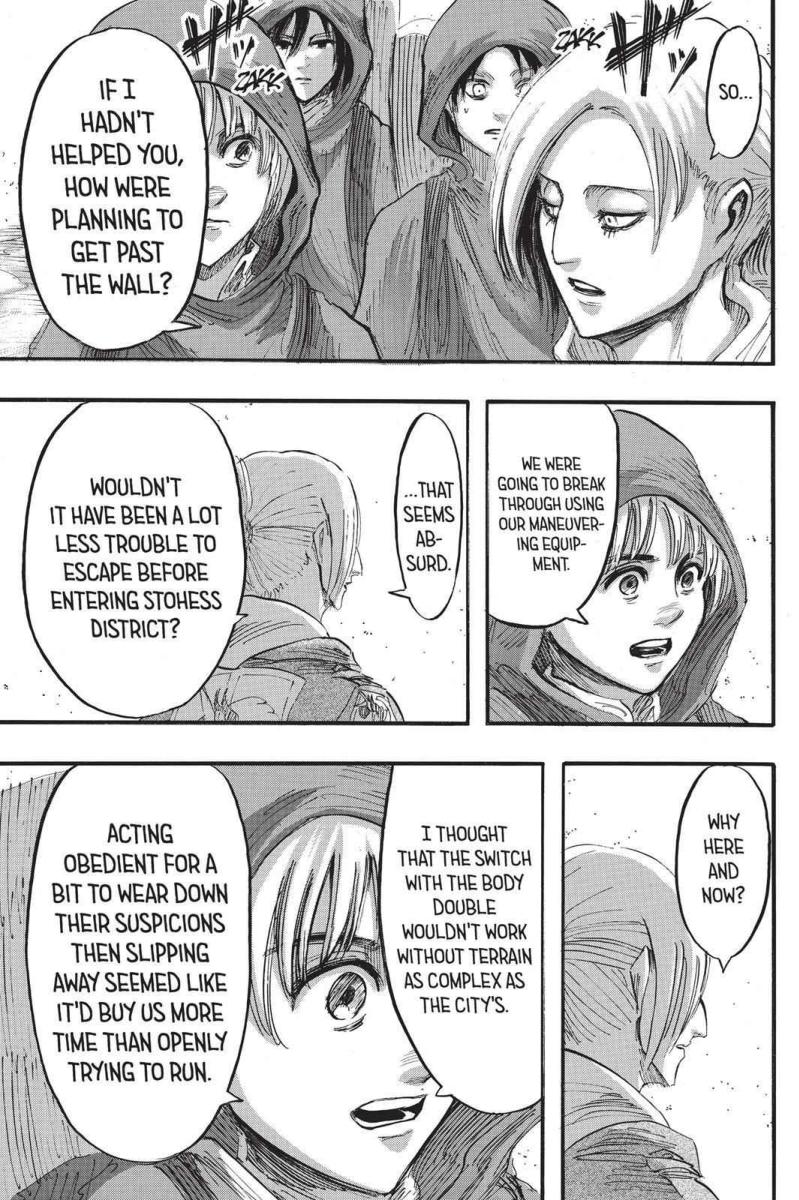 SO...
IF I
HADN'T
HELPED YOU,
HOW WERE
PLANNING TO
GET PAST
THE WALL?
ZAKK
ZAKK
WE WERE
GOING TO BREAK
THROUGH USING
OUR MANEUVER-
ING EQUIP-
MENT.
...THAT
SEEMS
AB-
SURD.
WOULDN'T
IT HAVE BEEN A LOT
LESS TROUBLE TO
ESCAPE BEFORE
ENTERING STOHESS
DISTRICT?
WHY
HERE
AND
NOW?
I THOUGHT
THAT THE SWITCH
WITH THE BODY
DOUBLE
WOULDN'T WORK
WITHOUT TERRAIN
AS COMPLEX AS
THE CITY'S.
ACTING
OBEDIENT FOR A
BIT TO WEAR DOWN
THEIR SUSPICIONS
THEN SLIPPING
AWAY SEEMED LIKE
IT'D BUY US MORE
TIME THAN OPENLY
TRYING TO RUN.